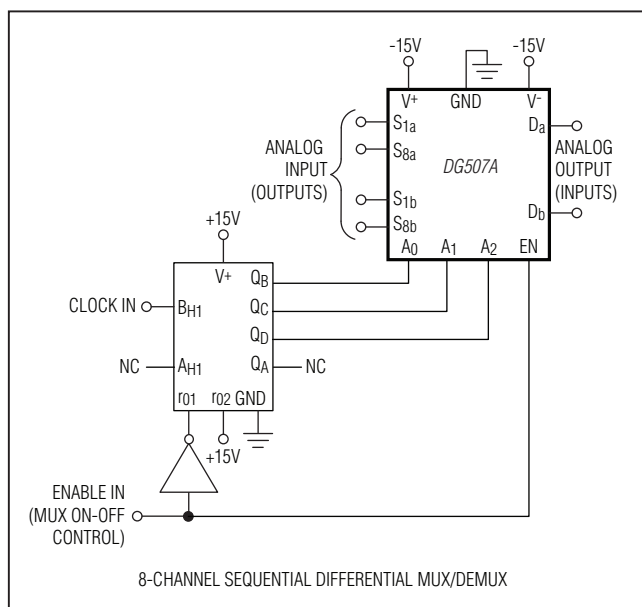 -15V
-15V
V+
GND
V-
ANALOG
INPUT
(OUTPUTS)
S1a
S8a
S1b
S8b
DG507A
Da
Db
ANALOG
OUTPUT
(INPUTS)
A0
A1
A2
EN
+15V
V+
QB
QC
QD
QA
CLOCK IN
BH1
NC
AH1
NC
r01
r02
GND
+15V
ENABLE IN
(MUX ON-OFF
CONTROL)
8-CHANNEL SEQUENTIAL DIFFERENTIAL MUX/DEMUX